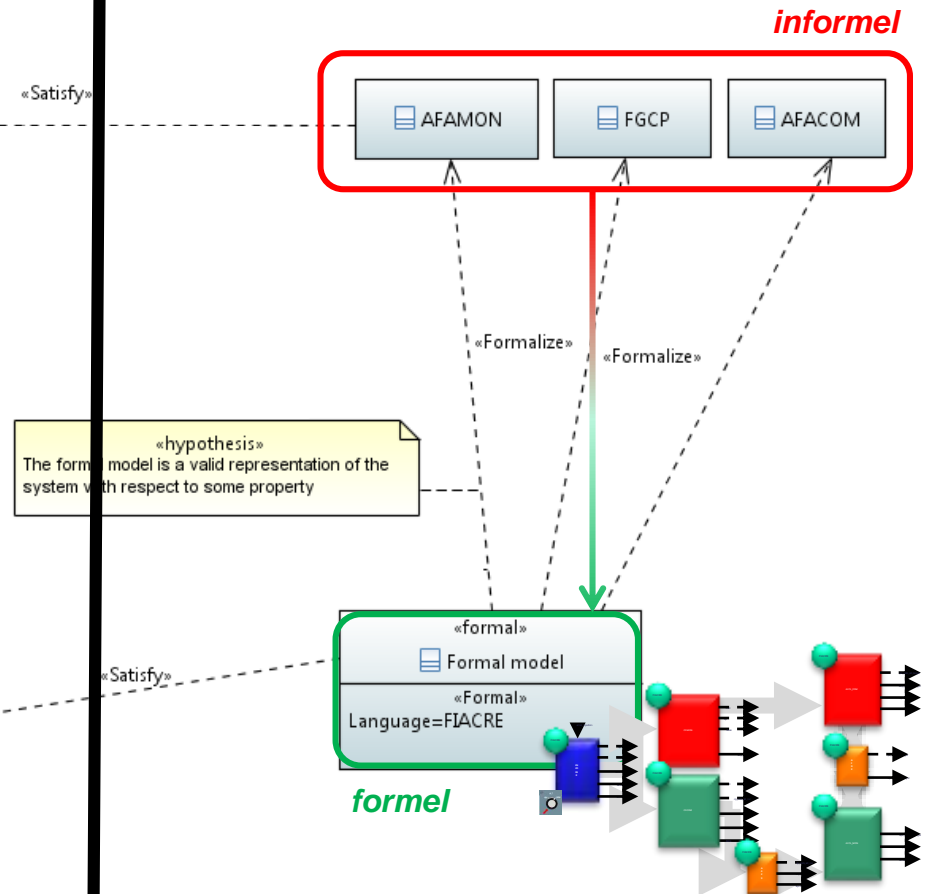 informel
«Satisfy»
AFAMON
FGCP
AFACOM
«Formalize»
«Formalize»
«hypothesis»
The formal model is a valid representation of the
system with respect to some property
«formal»
Formal model
«Satisfy»
«Formal»
Language=FIACRE
formel